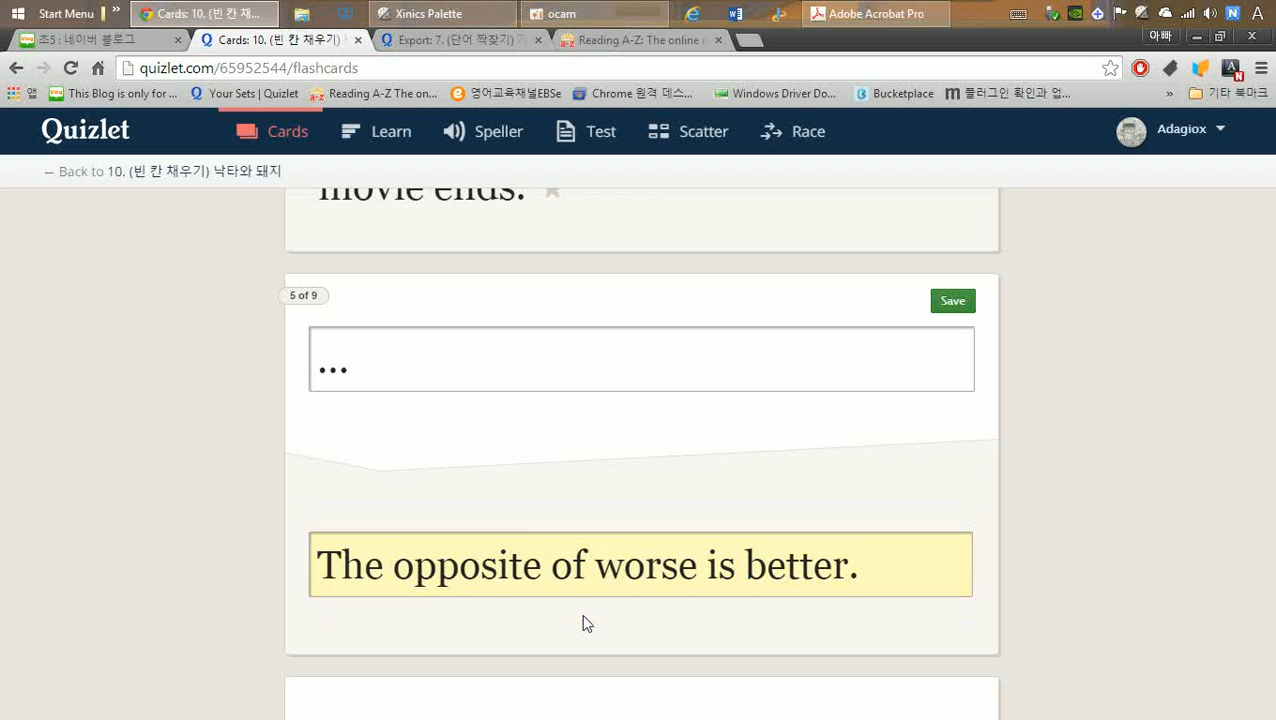 Start Menu
Cards: 10. (빈 칸 채...
Xinics Palette
ocam
Adobe Acrobat Pro
초5 : 네이버 블로그
Cards: 10. (빈 칸 채우기)
Export: 7. (단어 짝찾기)
Reading A-Z: The online
아빠
quizlet.com/65952544/flashcards
앱
This Blog is only for ...
Your Sets | Quizlet
Reading A-Z The on...
영어교육채널EBSe
Chrome 원격 데스...
Windows Driver Do...
Bucketplace
플러그인 확인과 업...
»
기타 북마크
Quizlet
Cards
Learn
Speller
Test
Scatter
Race
Adagiox
← Back to 10. (빈 칸 채우기) 낙타와 돼지
movie ends.
5 of 9
Save
...
The opposite of worse is better.